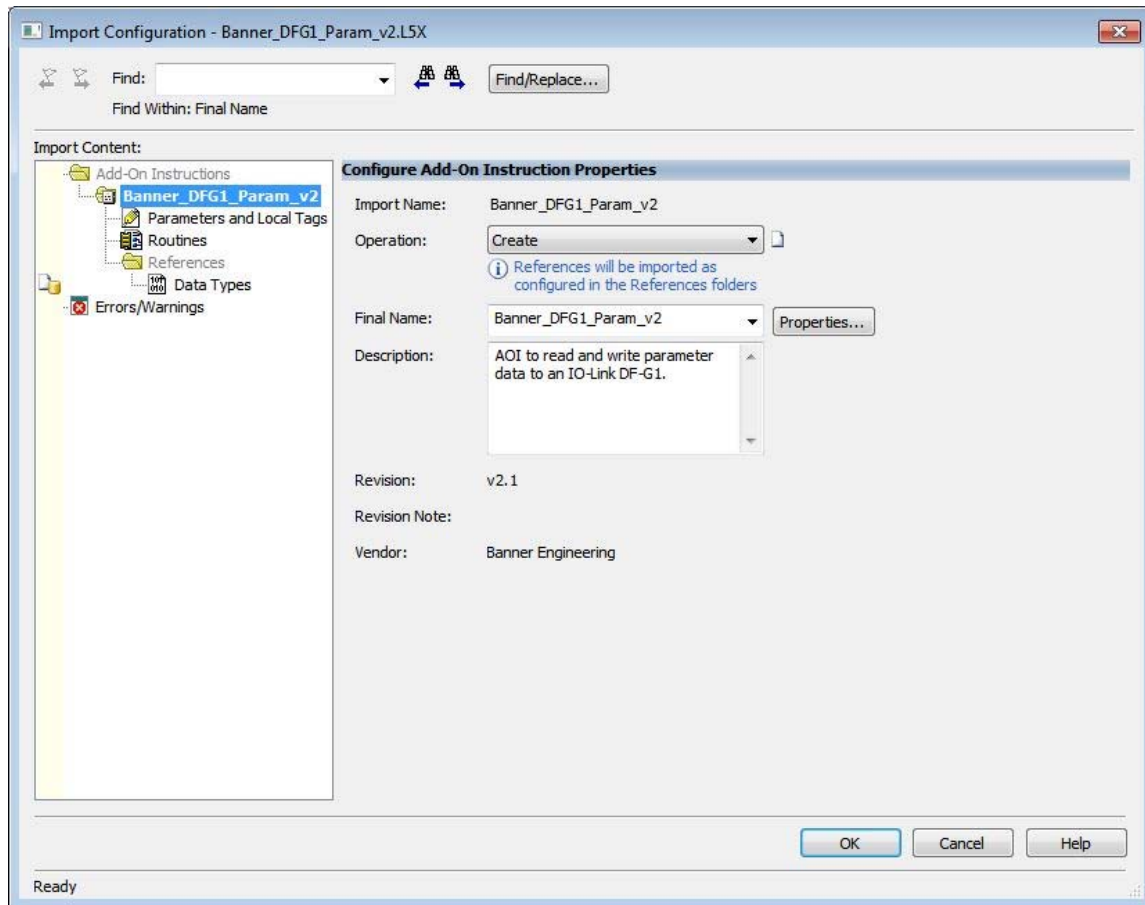 Import Configuration - Banner_DFG1_Param_v2.L5X
Find:
Find/Replace...
Find Within: Final Name
Import Content:
Add-On Instructions
Banner_DFG1_Param_v2
Parameters and Local Tags
Routines
References
Data Types
Errors/Warnings
Configure Add-On Instruction Properties
Import Name: Banner_DFG1_Param_v2
Operation: Create
References will be imported as
configured in the References folders
Final Name: Banner_DFG1_Param_v2 Properties...
Description: AOI to read and write parameter
data to an IO-Link DF-G1.
Revision: v2.1
Revision Note:
Vendor: Banner Engineering
OK Cancel Help
Ready